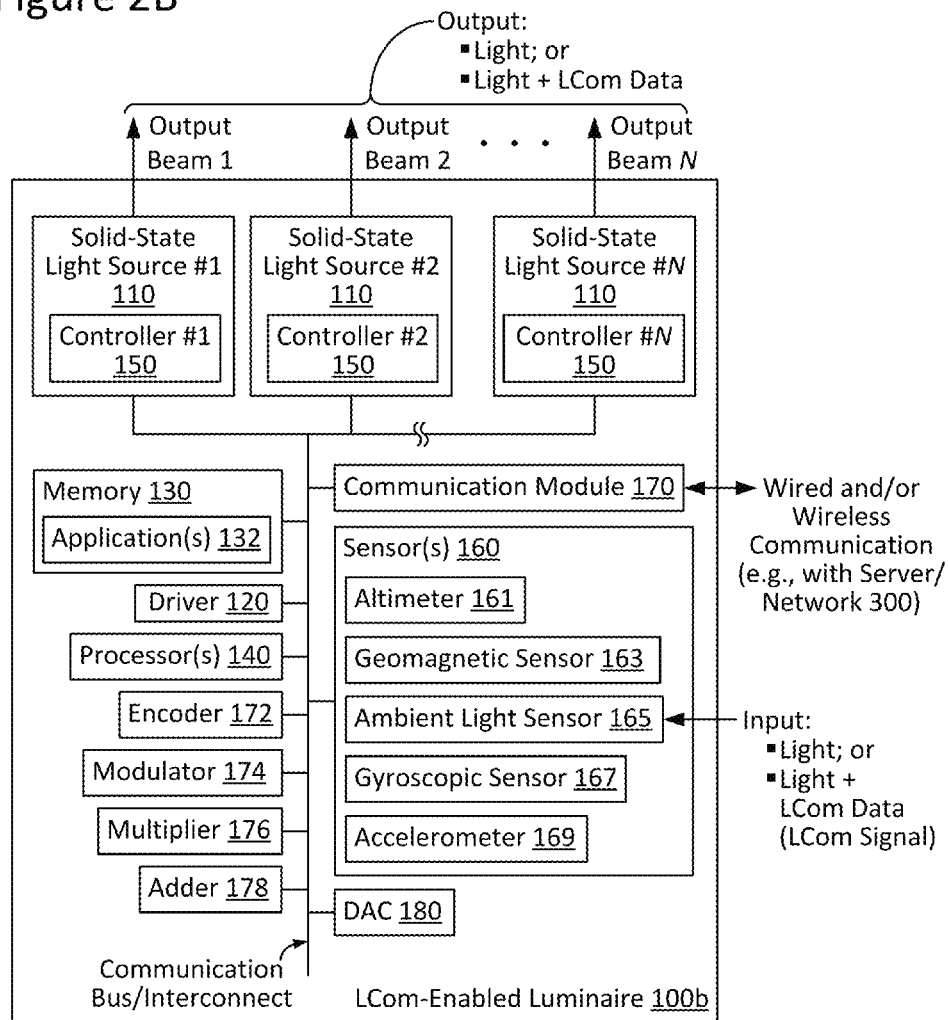 Figure 2B
Output:
▪Light; or
▪Light + LCom Data
Output
Beam 1
Output
Beam 2
. . .
Output
Beam N
Solid-State
Light Source #1
110
Controller #1
150
Solid-State
Light Source #2
110
Controller #2
150
Solid-State
Light Source #N
110
Controller #N
150
Memory 130
Application(s) 132
Driver 120
Processor(s) 140
Encoder 172
Modulator 174
Multiplier 176
Adder 178
Communication
Bus/Interconnect
Communication Module 170
Sensor(s) 160
Altimeter 161
Geomagnetic Sensor 163
Ambient Light Sensor 165
Gyroscopic Sensor 167
Accelerometer 169
DAC 180
LCom-Enabled Luminaire 100b
Wired and/or
Wireless
Communication
(e.g., with Server/
Network 300)
Input:
▪Light; or
▪Light +
LCom Data
(LCom Signal)